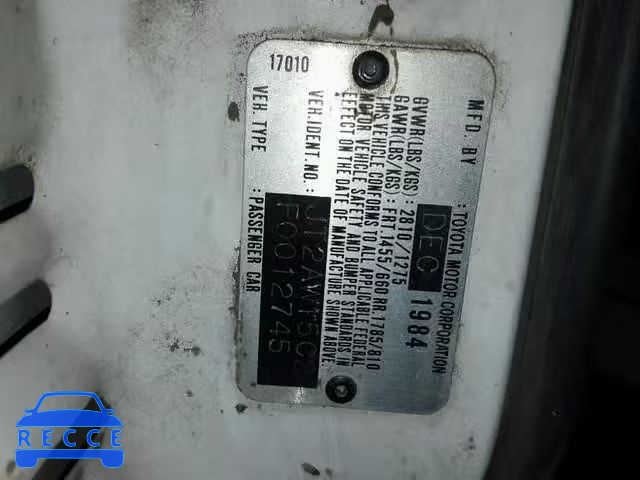 MFD. BY : TOYOTA MOTOR CORPORATION
DEC 1984
GVWR(LBS/KGS) : 2810/1275
GAWR(LBS/KGS) : FRT.1455/660 RR.1785/810
THIS VEHICLE CONFORMS TO ALL APPLICABLE FEDERAL
MOTOR VEHICLE SAFETY AND BUMPER STANDARDS IN
EFFECT ON THE DATE OF MANUFACTURE SHOWN ABOVE.
VEH.IDENT.NO. : JT2AW15C
F0012745
VEH. TYPE : PASSENGER CAR
17010
RECCE